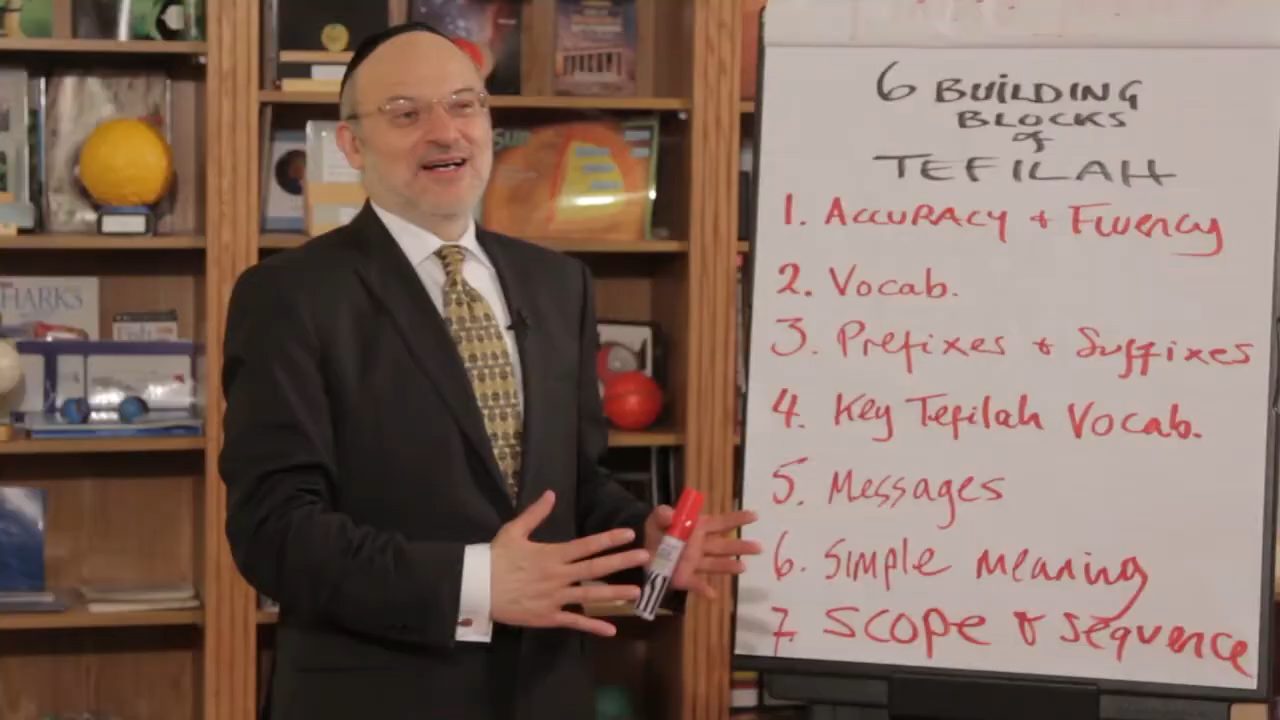 6 BUiLDING
BLOCKS
of
TEFILAH
1. ACCURACY + Fluency
2. Vocab.
3. Prefixes + Suffixes
4. Key Tefilah Vocab.
5. Messages
6. Simple meaning
7. SCOPE & sequence
HARKS